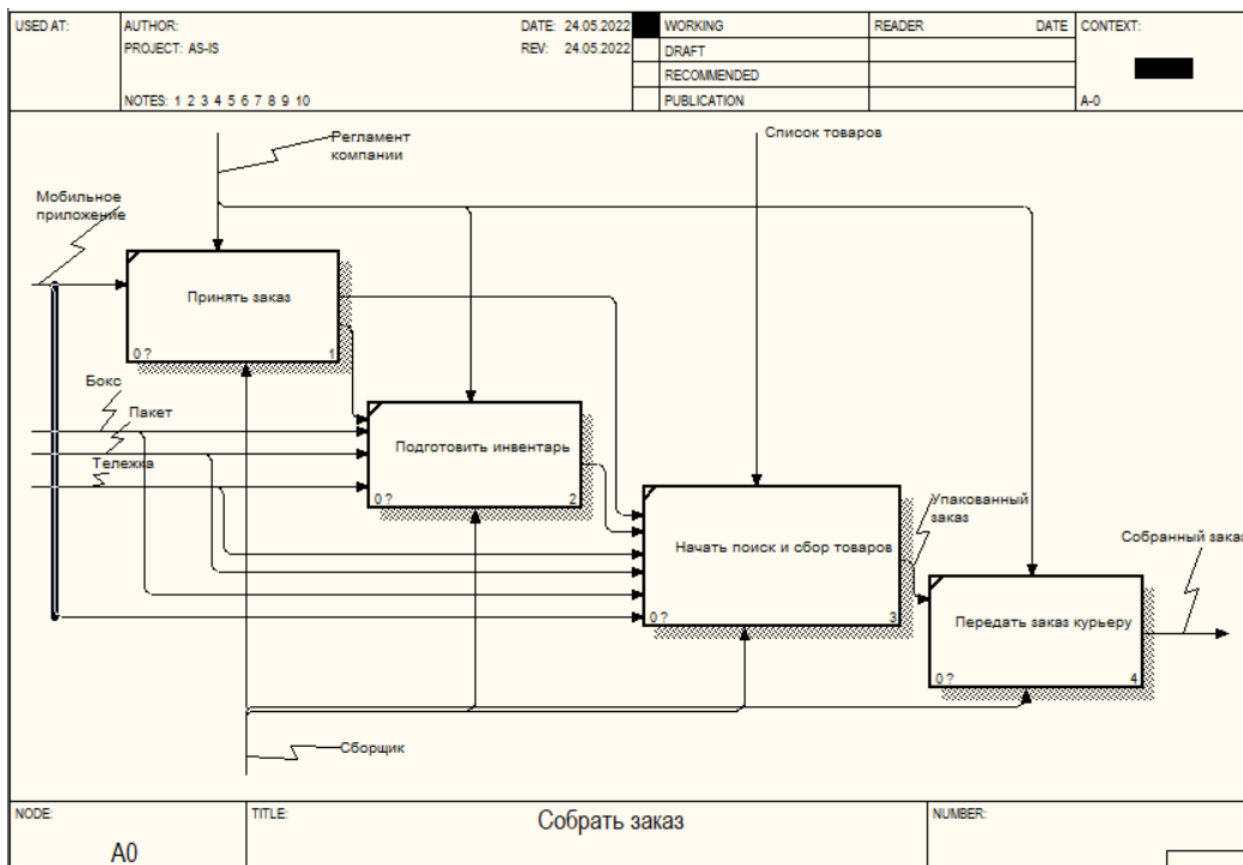 USED AT:
AUTHOR:
DATE: 24.05.2022
WORKING
READER
DATE
CONTEXT:
PROJECT: AS-IS
REV: 24.05.2022
DRAFT
RECOMMENDED
NOTES: 1 2 3 4 5 6 7 8 9 10
PUBLICATION
A-0
Регламент
компании
Список товаров
Мобильное
приложение
Принять заказ
0 ?
1
Бокс
Пакет
Тележка
Подготовить инвентарь
0 ?
2
Упакованный
заказ
Начать поиск и сбор товаров
0 ?
3
Собранный заказ
Передать заказ курьеру
0 ?
4
Сборщик
NODE:
A0
TITLE:
Собрать заказ
NUMBER: